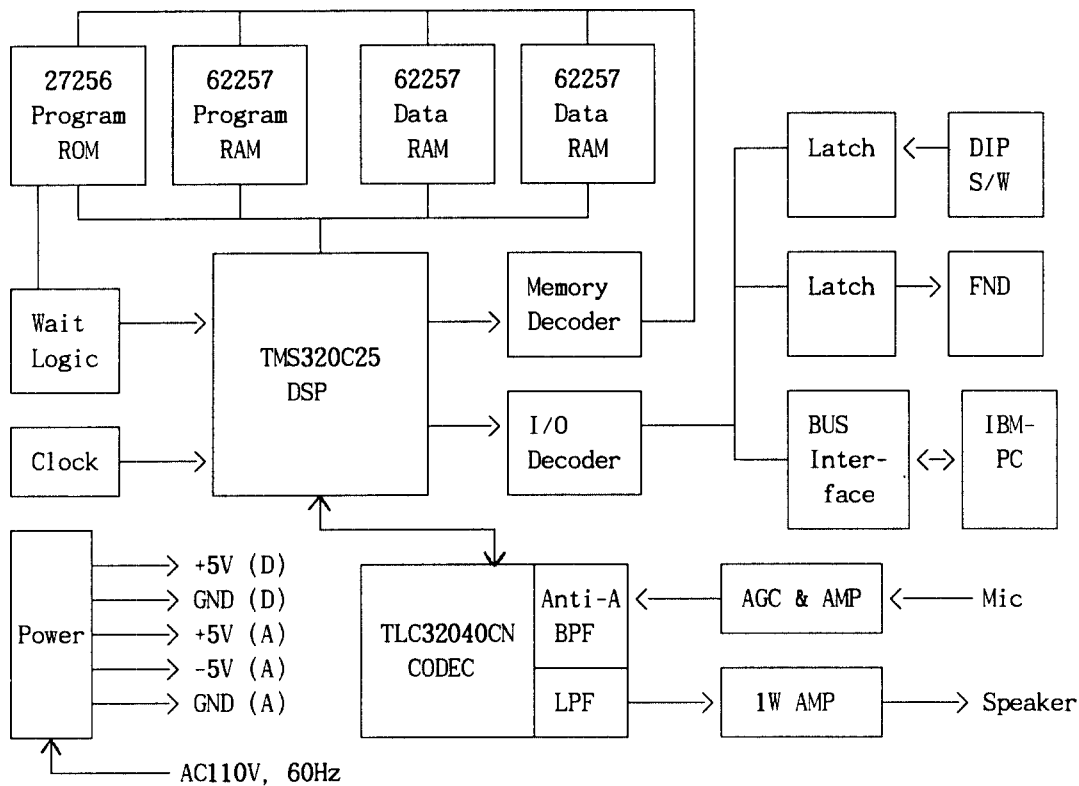 27256
Program
ROM
62257
Program
RAM
62257
Data
RAM
62257
Data
RAM
Latch
DIP
S/W
Wait
Logic
TMS320C25
DSP
Memory
Decoder
Latch
FND
Clock
I/O
Decoder
BUS
Inter-
face
IBM-
PC
Power
+5V (D)
GND (D)
+5V (A)
-5V (A)
GND (A)
AC110V, 60Hz
TLC32040CN
CODEC
Anti-A
BPF
LPF
AGC & AMP
Mic
1W AMP
Speaker